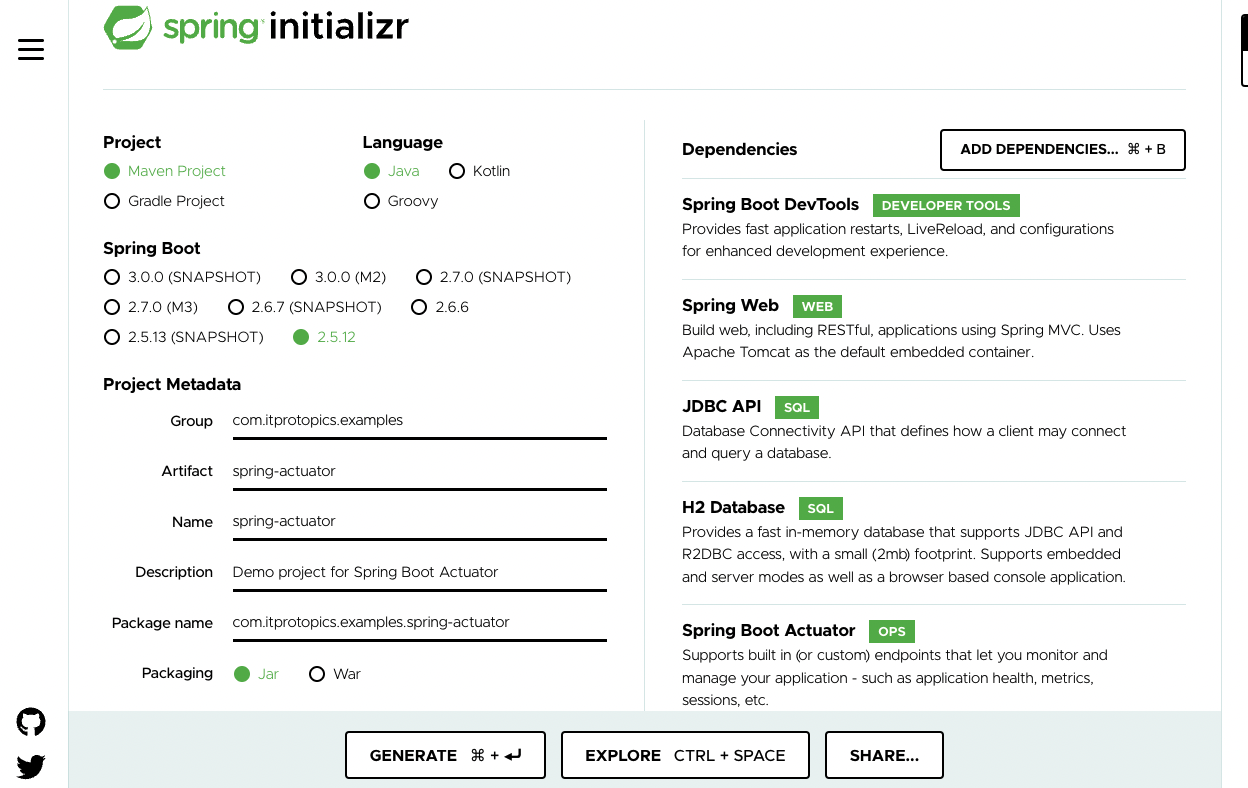 spring initializr
Project
Maven Project
Gradle Project
Language
Java Kotlin
Groovy
Spring Boot
3.0.0 (SNAPSHOT) 3.0.0 (M2) 2.7.0 (SNAPSHOT)
2.7.0 (M3) 2.6.7 (SNAPSHOT) 2.6.6
2.5.13 (SNAPSHOT) 2.5.12
Project Metadata
Group com.itprotopics.examples
Artifact spring-actuator
Name spring-actuator
Description Demo project for Spring Boot Actuator
Package name com.itprotopics.examples.spring-actuator
Packaging Jar War
Dependencies ADD DEPENDENCIES... ⌘ + B
Spring Boot DevTools DEVELOPER TOOLS
Provides fast application restarts, LiveReload, and configurations
for enhanced development experience.
Spring Web WEB
Build web, including RESTful, applications using Spring MVC. Uses
Apache Tomcat as the default embedded container.
JDBC API SQL
Database Connectivity API that defines how a client may connect
and query a database.
H2 Database SQL
Provides a fast in-memory database that supports JDBC API and
R2DBC access, with a small (2mb) footprint. Supports embedded
and server modes as well as a browser based console application.
Spring Boot Actuator OPS
Supports built in (or custom) endpoints that let you monitor and
manage your application - such as application health, metrics,
sessions, etc.
GENERATE ⌘ + ↵ EXPLORE CTRL + SPACE SHARE...